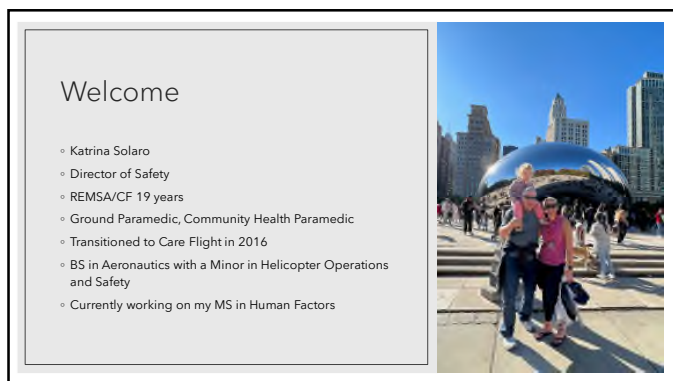 Welcome
◦ Katrina Solaro
◦ Director of Safety
◦ REMSA/CF 19 years
◦ Ground Paramedic, Community Health Paramedic
◦ Transitioned to Care Flight in 2016
◦ BS in Aeronautics with a Minor in Helicopter Operations
and Safety
◦ Currently working on my MS in Human Factors